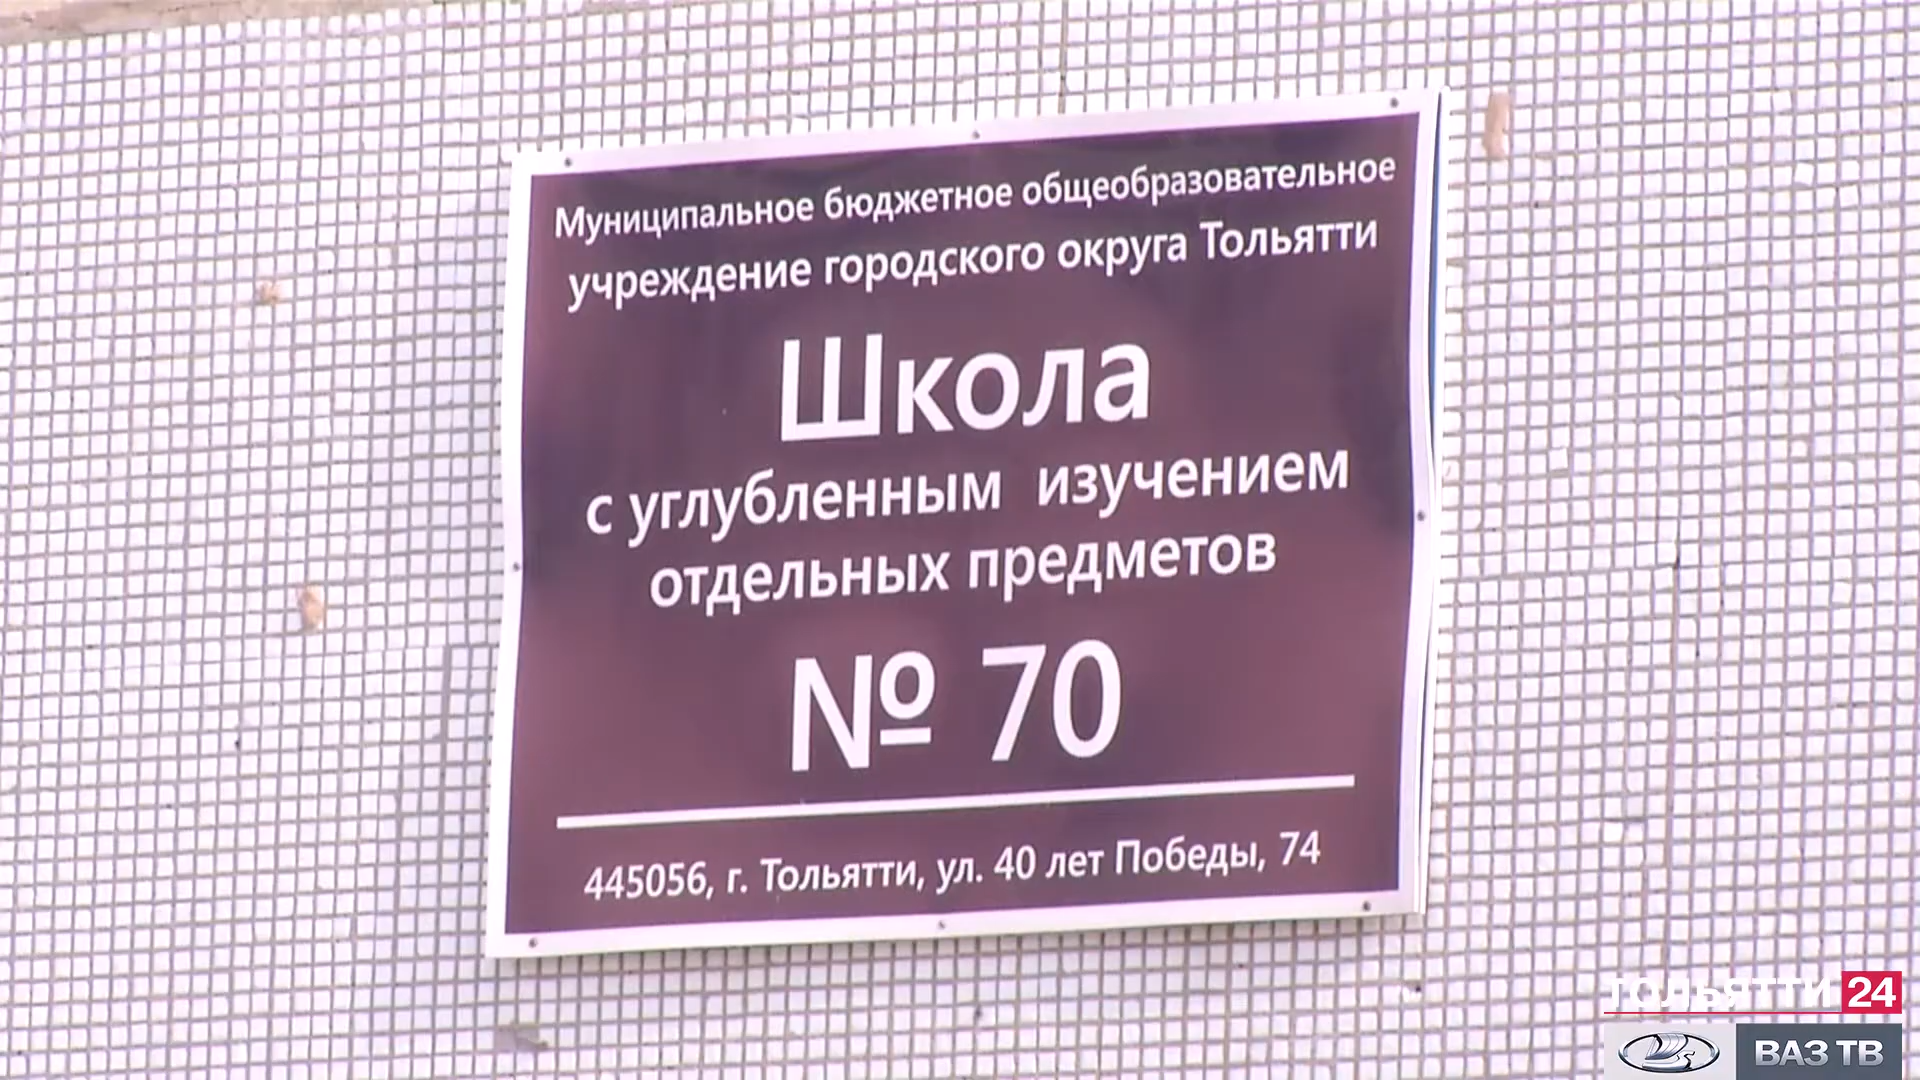 Муниципальное бюджетное общеобразовательное
учреждение городского округа Тольятти
Школа
с углубленным изучением
отдельных предметов
№ 70
445056, г. Тольятти, ул. 40 лет Победы, 74
ТОЛЬЯТТИ 24
ВАЗ ТВ